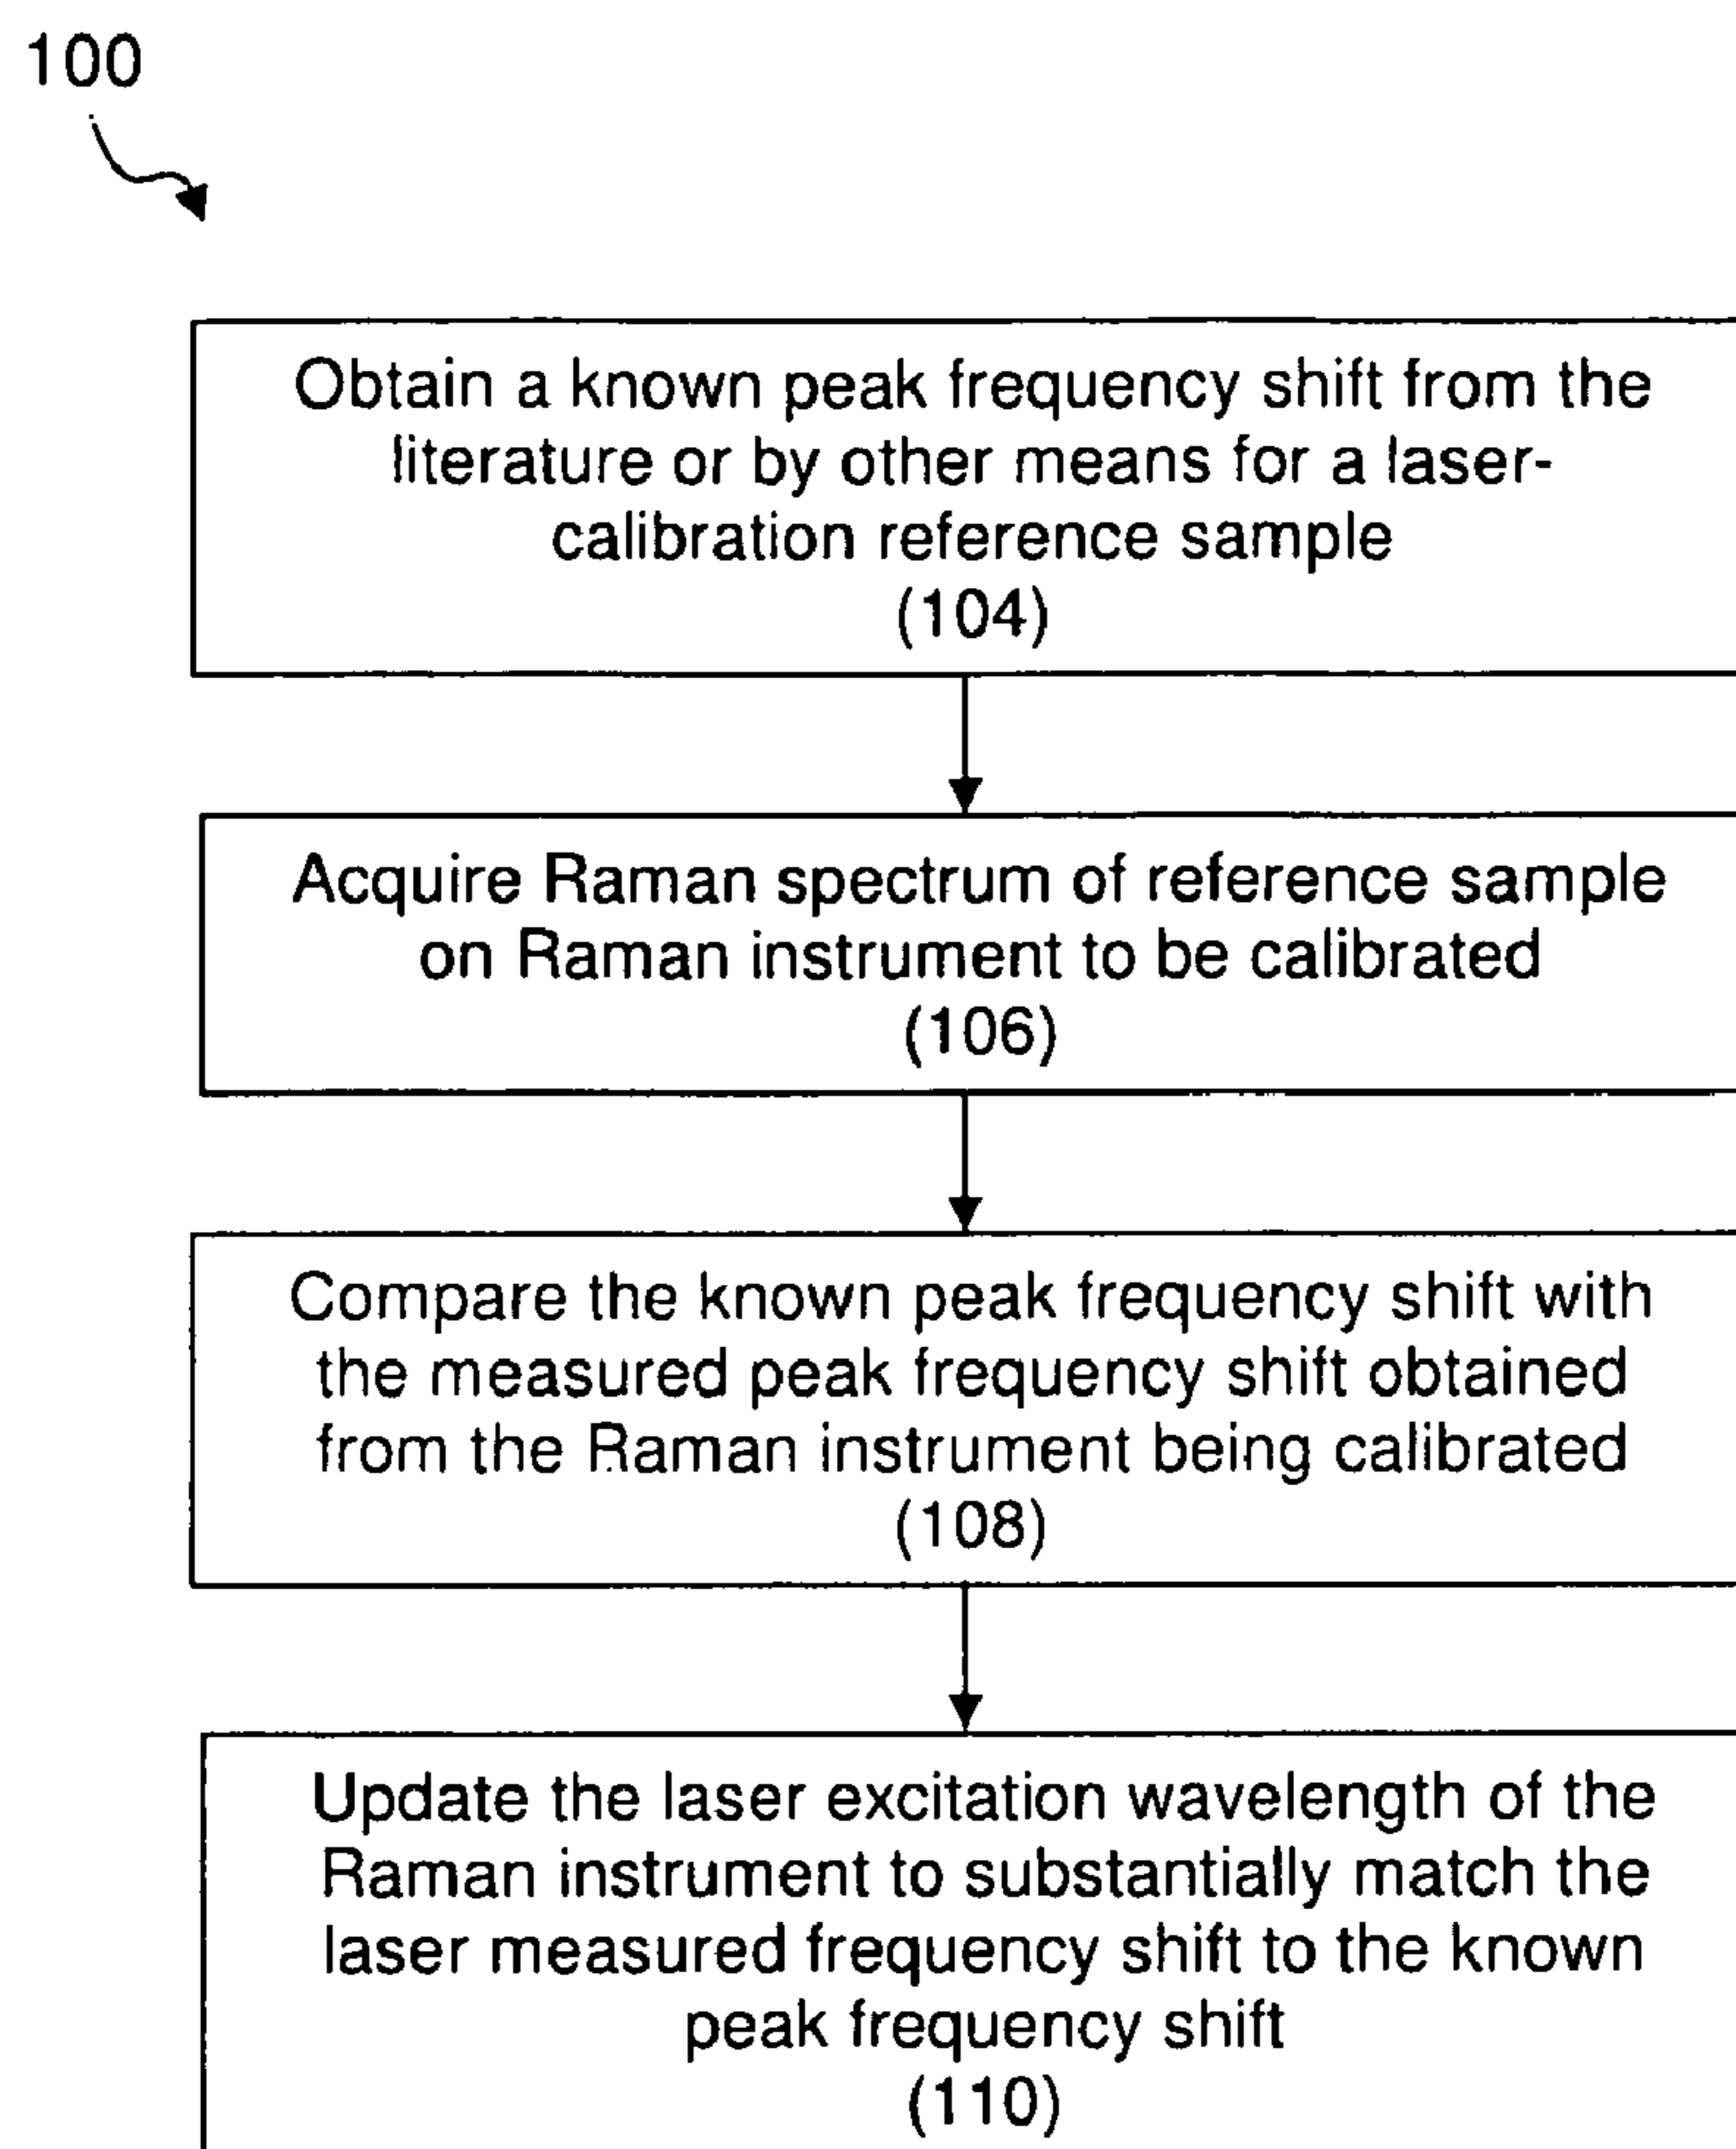 100
Obtain a known peak frequency shift from the
literature or by other means for a laser-
calibration reference sample
(104)
Acquire Raman spectrum of reference sample
on Raman instrument to be calibrated
(106)
Compare the known peak frequency shift with
the measured peak frequency shift obtained
from the Raman instrument being calibrated
(108)
Update the laser excitation wavelength of the
Raman instrument to substantially match the
laser measured frequency shift to the known
peak frequency shift
(110)